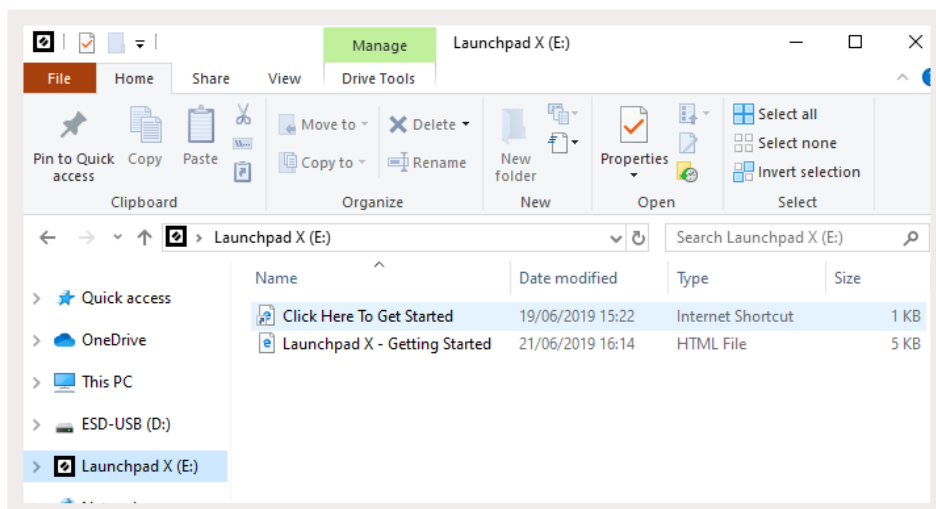 Manage Launchpad X (E:)
File Home Share View Drive Tools
Pin to Quick access
Copy
Paste
Move to
Copy to
Delete
Rename
New folder
Properties
Select all
Select none
Invert selection
Clipboard Organize New Open Select
Launchpad X (E:) Search Launchpad X (E:)
Name Date modified Type Size
Quick access
OneDrive
This PC
ESD-USB (D:)
Launchpad X (E:)
Click Here To Get Started 19/06/2019 15:22 Internet Shortcut 1 KB
Launchpad X - Getting Started 21/06/2019 16:14 HTML File 5 KB